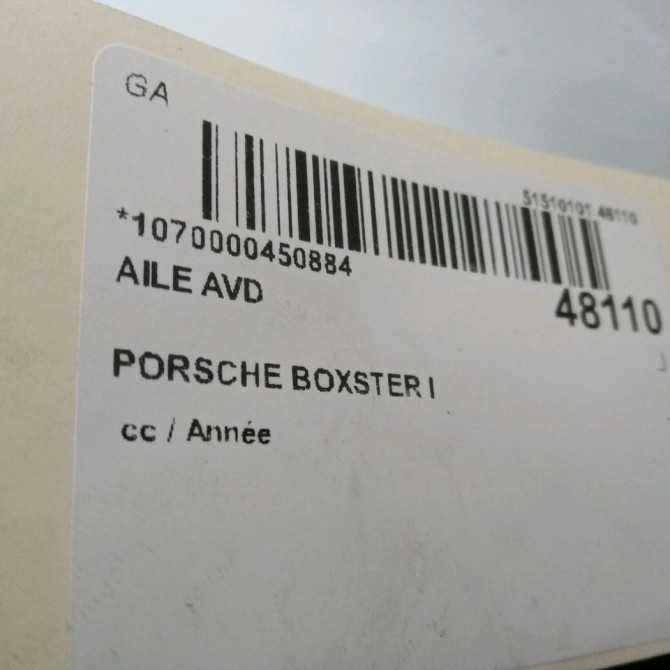 GA
51510101 48110
*1070000450884
AILE AVD
48110
PORSCHE BOXSTER I
cc / Année